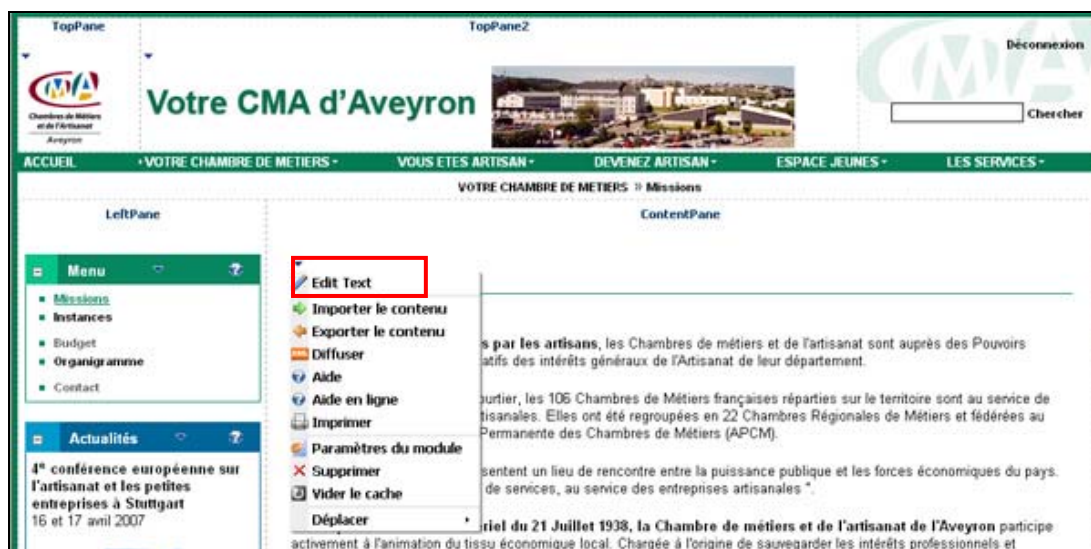 TopPane
TopPane2
Déconnexion
CMA
Chambres de Métiers
et de l'Artisanat
Aveyron
Votre CMA d'Aveyron
CMA
Chercher
ACCUEIL
VOTRE CHAMBRE DE METIERS
VOUS ETES ARTISAN
DEVENEZ ARTISAN
ESPACE JEUNES
LES SERVICES
VOTRE CHAMBRE DE METIERS » Missions
LeftPane
ContentPane
Menu
?
Missions
Instances
Budget
Organigramme
Contact
Actualités
?
4e conférence européenne sur
l'artisanat et les petites
entreprises à Stuttgart
16 et 17 avril 2007
Edit Text
Importer le contenu
Exporter le contenu
Diffuser
Aide
Aide en ligne
Imprimer
Paramètres du module
Supprimer
Vider le cache
Déplacer
s par les artisans, les Chambres de métiers et de l'artisanat sont auprès des Pouvoirs
atifs des intérêts généraux de l'Artisanat de leur département.
ourtier, les 106 Chambres de Métiers françaises réparties sur le territoire sont au service de
tisanales. Elles ont été regroupées en 22 Chambres Régionales de Métiers et fédérées au
Permanente des Chambres de Métiers (APCM).
sentent un lieu de rencontre entre la puissance publique et les forces économiques du pays.
de services, au service des entreprises artisanales ".
riel du 21 Juillet 1938, la Chambre de métiers et de l'artisanat de l'Aveyron participe
activement à l'animation du tissu économique local. Chargée à l'origine de sauvegarder les intérêts professionnels et